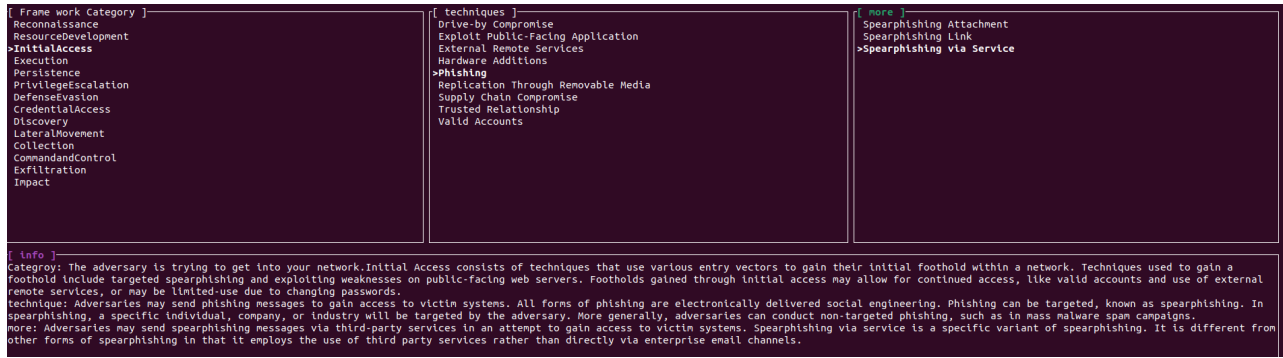 [ Frame work Category ]
Reconnaissance
ResourceDevelopment
>InitialAccess
Execution
Persistence
PrivilegeEscalation
DefenseEvasion
CredentialAccess
Discovery
LateralMovement
Collection
CommandandControl
Exfiltration
Impact
[ techniques ]
Drive-by Compromise
Exploit Public-Facing Application
External Remote Services
Hardware Additions
>Phishing
Replication Through Removable Media
Supply Chain Compromise
Trusted Relationship
Valid Accounts
[ more ]
Spearphishing Attachment
Spearphishing Link
>Spearphishing via Service
[ info ]
Categroy: The adversary is trying to get into your network.Initial Access consists of techniques that use various entry vectors to gain their initial foothold within a network. Techniques used to gain a
foothold include targeted spearphishing and exploiting weaknesses on public-facing web servers. Footholds gained through initial access may allow for continued access, like valid accounts and use of external
remote services, or may be limited-use due to changing passwords.
technique: Adversaries may send phishing messages to gain access to victim systems. All forms of phishing are electronically delivered social engineering. Phishing can be targeted, known as spearphishing. In
spearphishing, a specific individual, company, or industry will be targeted by the adversary. More generally, adversaries can conduct non-targeted phishing, such as in mass malware spam campaigns.
more: Adversaries may send spearphishing messages via third-party services in an attempt to gain access to victim systems. Spearphishing via service is a specific variant of spearphishing. It is different from
other forms of spearphishing in that it employs the use of third party services rather than directly via enterprise email channels.